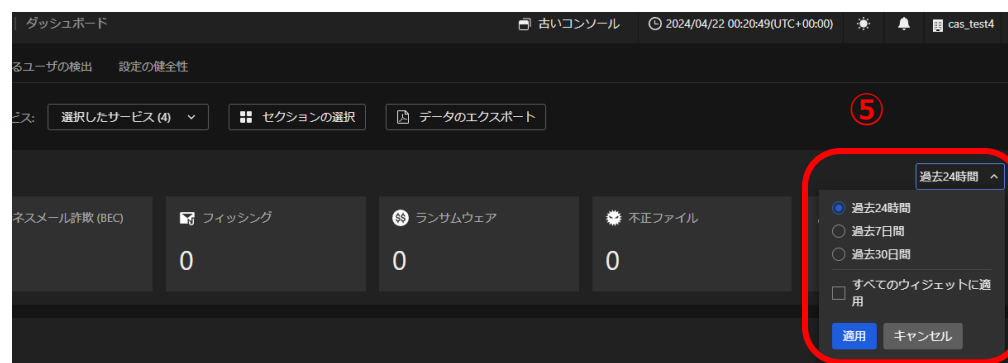 ダッシュボード 古いコンソール 2024/04/22 00:20:49(UTC+00:00) cas_test4
るユーザの検出 設定の健全性
ビス: 選択したサービス (4) セクションの選択 データのエクスポート
⑤
過去24時間
ネスメール詐欺 (BEC) フィッシング ランサムウェア 不正ファイル
0 0 0
過去24時間
過去7日間
過去30日間
すべてのウィジェットに適
用
適用 キャンセル